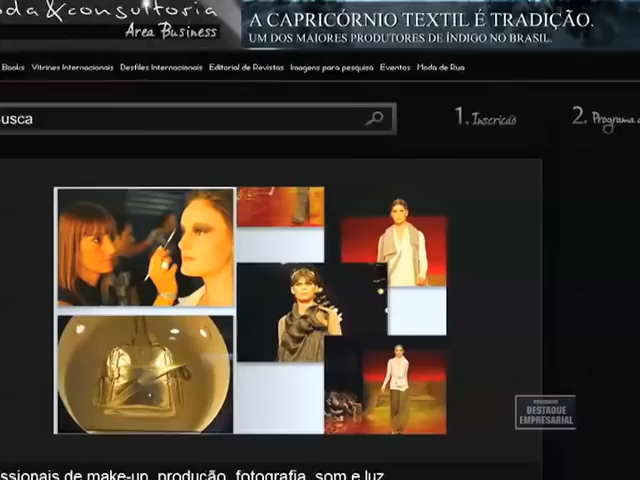 da&consultoria
Area Business
A CAPRICÓRNIO TEXTIL É TRADIÇÃO.
UM DOS MAIORES PRODUTORES DE ÍNDIGO NO BRASIL.
Books Vitrines Internacionais Desfiles Internacionais Editorial de Revistas Imagens para pesquisa Eventos Moda de Rua
usca
1. Inscrição
2. Programa
DESTAQUE
EMPRESARIAL
ssionais de make-up, produção, fotografia, som e luz